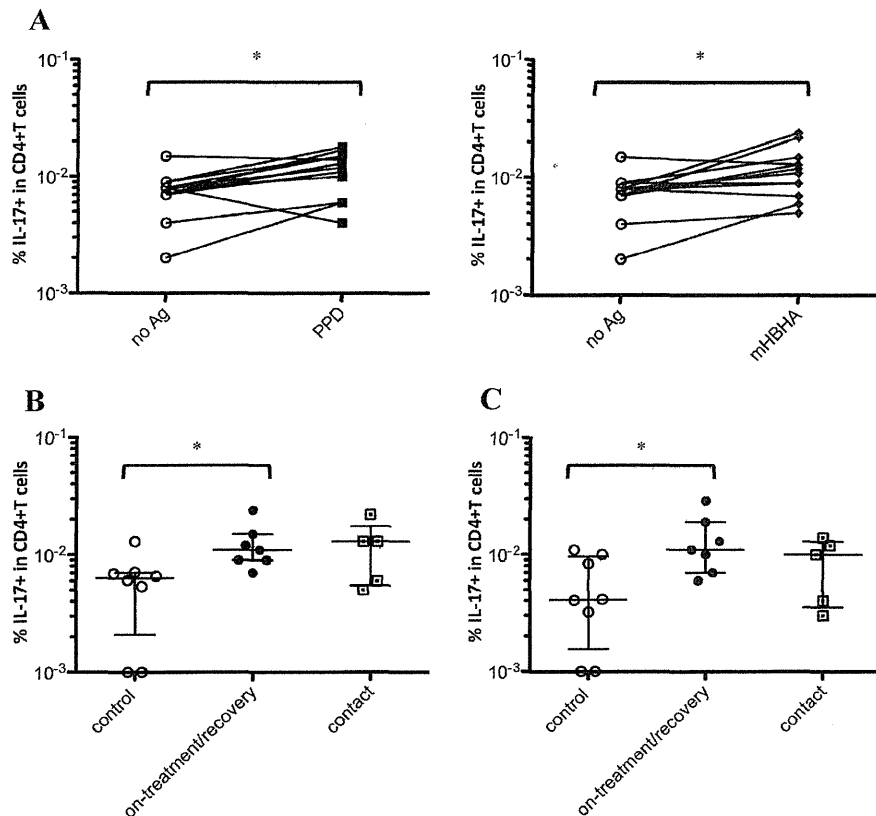 A
*
*
10-1
10-2
10-3
% IL-17+ in CD4+T cells
no Ag
PPD
10-1
10-2
10-3
% IL-17+ in CD4+T cells
no Ag
mHBHA
B
*
10-1
10-2
10-3
% IL-17+ in CD4+T cells
control
on-treatment/recovery
contact
C
*
10-1
10-2
10-3
% IL-17+ in CD4+T cells
control
on-treatment/recovery
contact